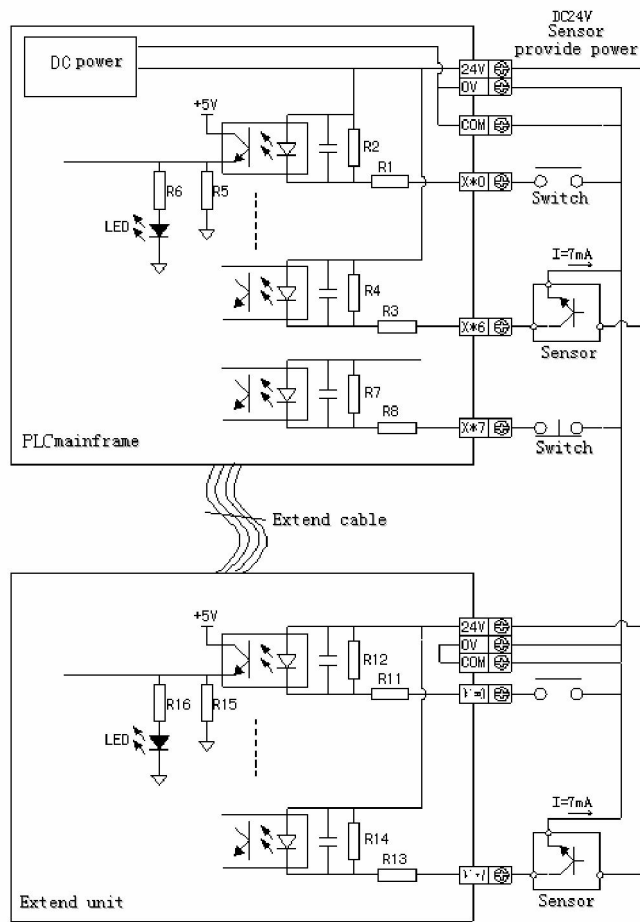 DC24V
Sensor
provide power
DC power
24V
0V
COM
+5V
R2
R1
X*0
Switch
R6
R5
LED
I=7mA
R4
R3
X*6
Sensor
R7
R8
X*7
Switch
PLCmainframe
Extend cable
24V
0V
COM
+5V
R12
R11
R16
R15
LED
I=7mA
R14
R13
Sensor
Extend unit